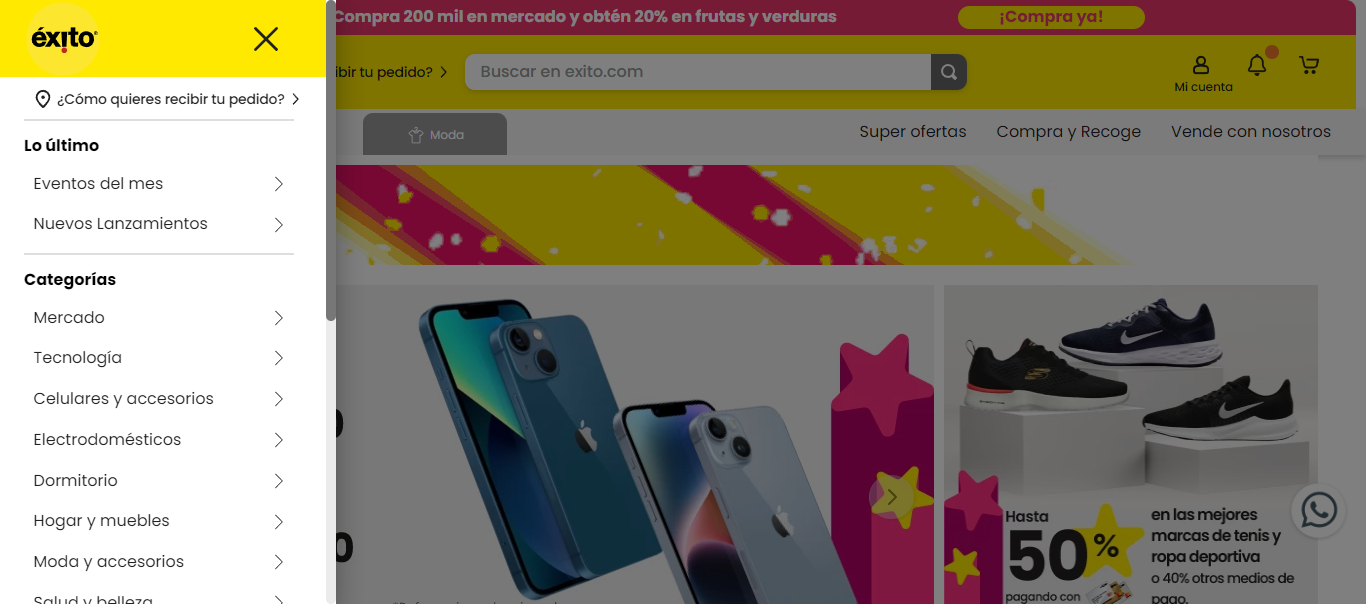 éxito
¿Cómo quieres recibir tu pedido?
Lo último
Eventos del mes
Nuevos Lanzamientos
Categorías
Mercado
Tecnología
Celulares y accesorios
Electrodomésticos
Dormitorio
Hogar y muebles
Moda y accesorios
Salud y belleza
Compra 200 mil en mercado y obtén 20% en frutas y verduras
¡Compra ya!
ibir tu pedido?
Buscar en exito.com
Mi cuenta
Moda
Super ofertas
Compra y Recoge
Vende con nosotros
Hasta
50%
pagando con
en las mejores
marcas de tenis y
ropa deportiva
o 40% otros medios de
pago.